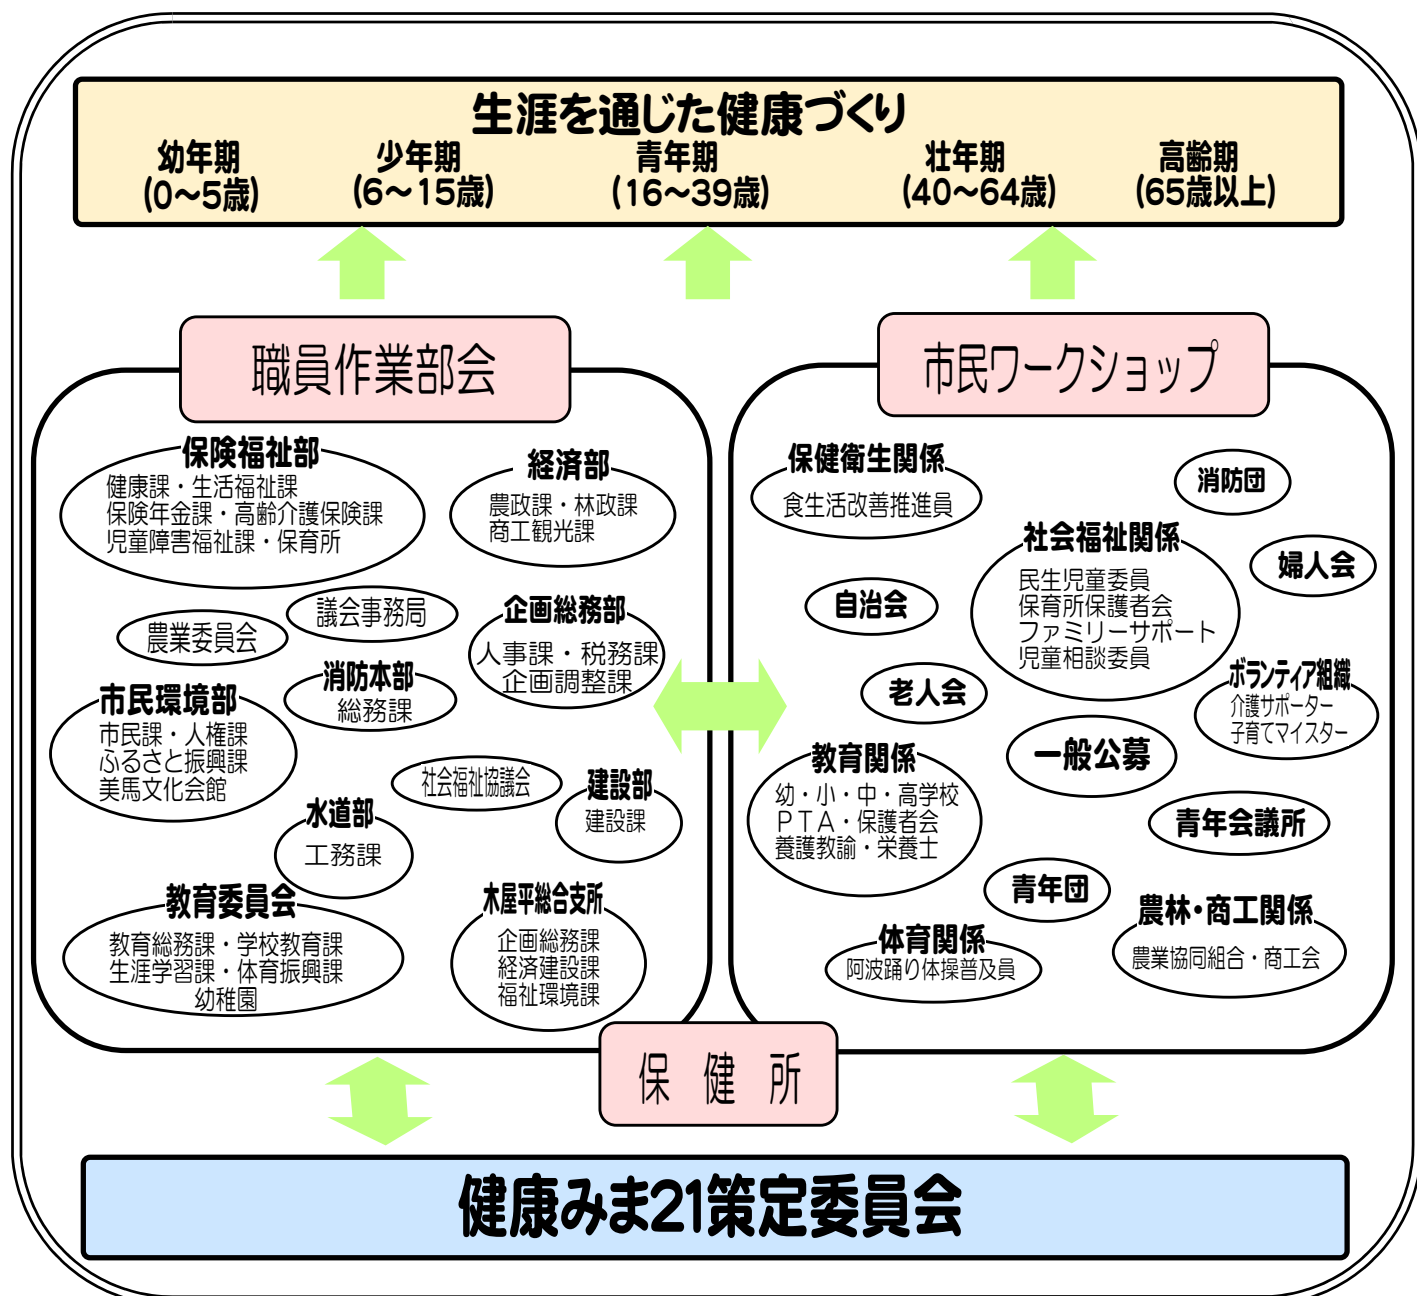 生涯を通じた健康づくり
幼年期
(0～5歳)
少年期
(6～15歳)
青年期
(16～39歳)
壮年期
(40～64歳)
高齢期
(65歳以上)
職員作業部会
保険福祉部
健康課・生活福祉課
保険年金課・高齢介護保険課
児童障害福祉課・保育所
経済部
農政課・林政課
商工観光課
議会事務局
農業委員会
企画総務部
人事課・税務課
企画調整課
消防本部
総務課
市民環境部
市民課・人権課
ふるさと振興課
美馬文化会館
社会福祉協議会
建設部
建設課
水道部
工務課
教育委員会
教育総務課・学校教育課
生涯学習課・体育振興課
幼稚園
木屋平総合支所
企画総務課
経済建設課
福祉環境課
市民ワークショップ
保健衛生関係
食生活改善推進員
消防団
社会福祉関係
民生児童委員
保育所保護者会
ファミリーサポート
児童相談委員
婦人会
自治会
老人会
ボランティア組織
介護サポーター
子育てマイスター
一般公募
教育関係
幼・小・中・高学校
ＰＴＡ・保護者会
養護教諭・栄養士
青年会議所
青年団
農林・商工関係
農業協同組合・商工会
体育関係
阿波踊り体操普及員
保　健　所
健康みま21策定委員会